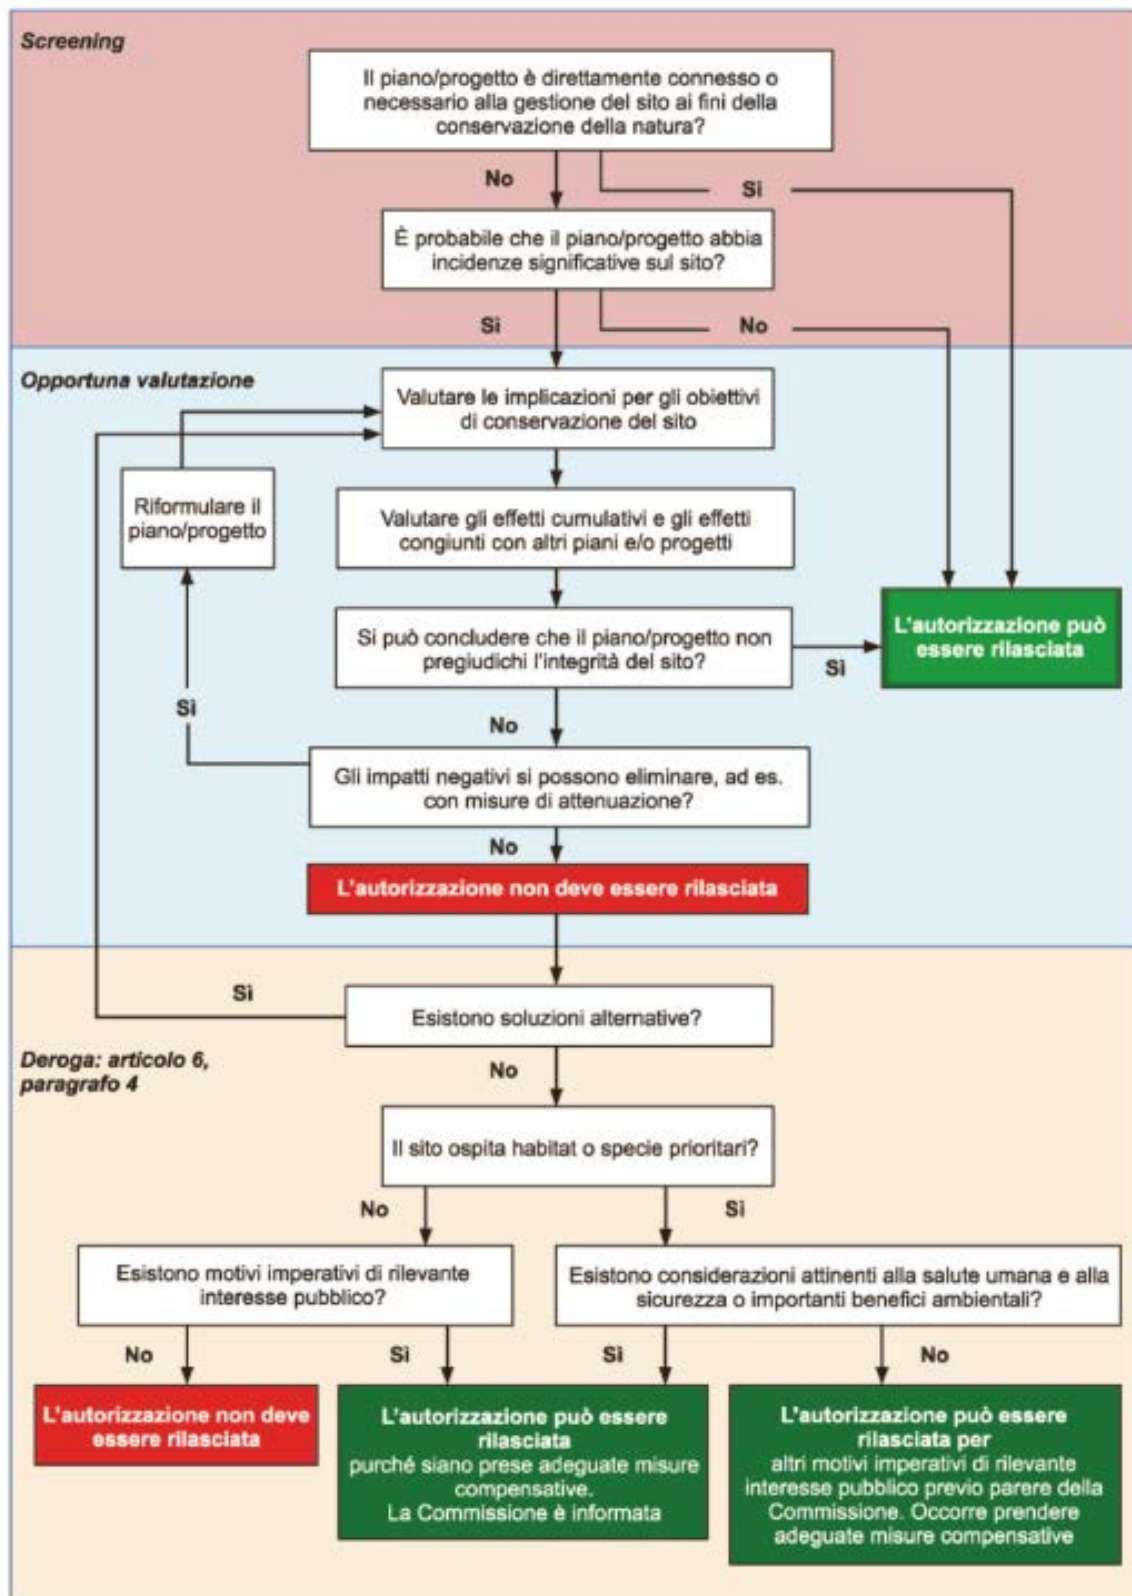 Screening
Il piano/progetto è direttamente connesso o
necessario alla gestione del sito ai fini della
conservazione della natura?
No
Sì
È probabile che il piano/progetto abbia
incidenze significative sul sito?
Sì
No
Opportuna valutazione
Valutare le implicazioni per gli obiettivi
di conservazione del sito
Riformulare il
piano/progetto
Valutare gli effetti cumulativi e gli effetti
congiunti con altri piani e/o progetti
Si può concludere che il piano/progetto non
pregiudichi l'integrità del sito?
Sì
L'autorizzazione può
essere rilasciata
Sì
No
Gli impatti negativi si possono eliminare, ad es.
con misure di attenuazione?
No
L'autorizzazione non deve essere rilasciata
Sì
Esistono soluzioni alternative?
Deroga: articolo 6,
paragrafo 4
No
Il sito ospita habitat o specie prioritari?
No
Sì
Esistono motivi imperativi di rilevante
interesse pubblico?
Esistono considerazioni attinenti alla salute umana e alla
sicurezza o importanti benefici ambientali?
No
Sì
Sì
No
L'autorizzazione non deve
essere rilasciata
L'autorizzazione può essere
rilasciata
purché siano prese adeguate misure
compensative.
La Commissione è informata
L'autorizzazione può essere
rilasciata per
altri motivi imperativi di rilevante
interesse pubblico previo parere della
Commissione. Occorre prendere
adeguate misure compensative